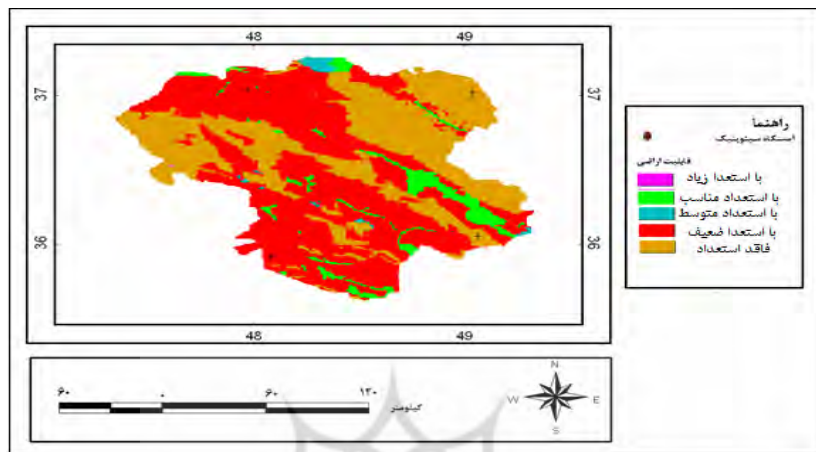 48 49
37 37
36 36
48 49
راهنما
ایستگاه سینوپتیک
قابلیت اراضی
با استعدا زیاد
با استعداد مناسب
با استعداد متوسط
با استعدا ضعیف
فاقد استعداد
۶۰ ۰ ۶۰ ۱۲۰
کیلومتر
N
W E
S